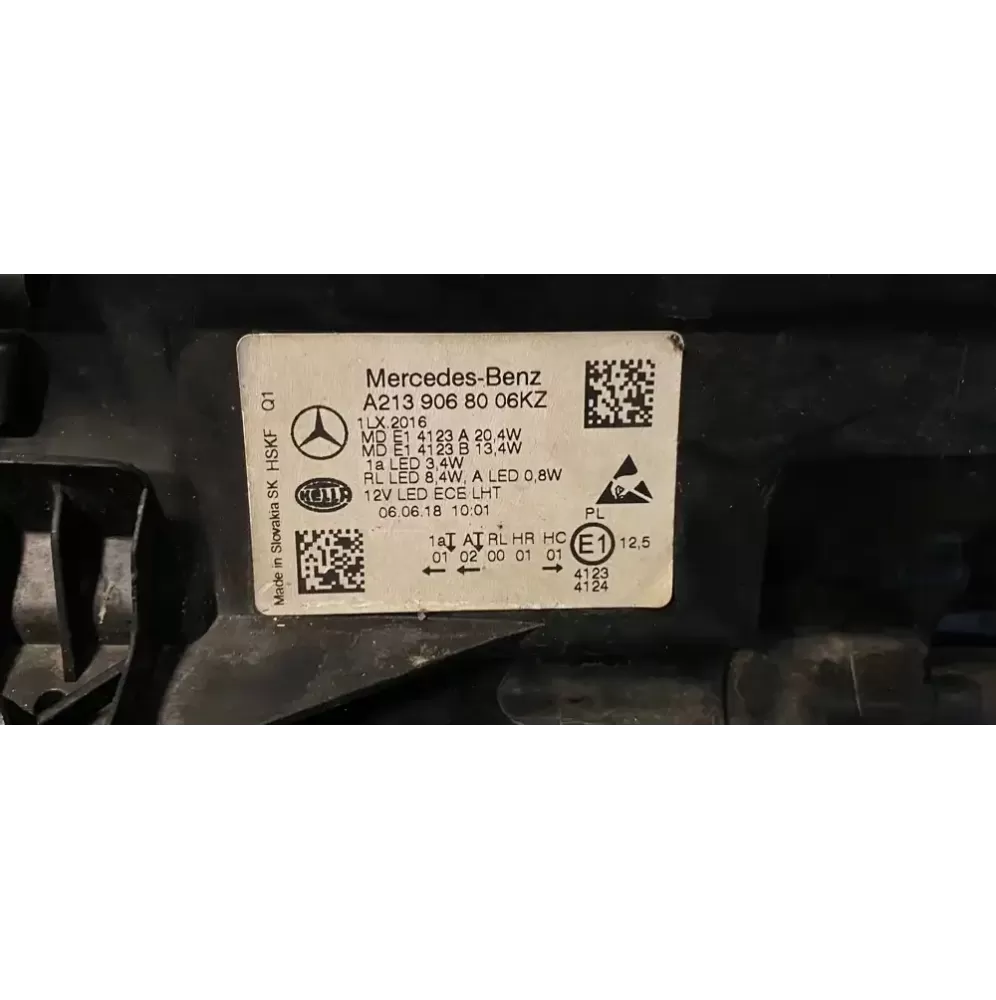 Mercedes-Benz
A213 906 80 06KZ
1LX.2016
MD E1 4123 A 20,4W
MD E1 4123 B 13,4W
1a LED 3,4W
RL LED 8,4W, A LED 0,8W
12V LED ECE LHT
06.06.18 10:01
HELLA
Made in Slovakia SK HSKF Q1
1a A RL HR HC
01 02 00 01 01
PL
E1 12,5
4123
4124